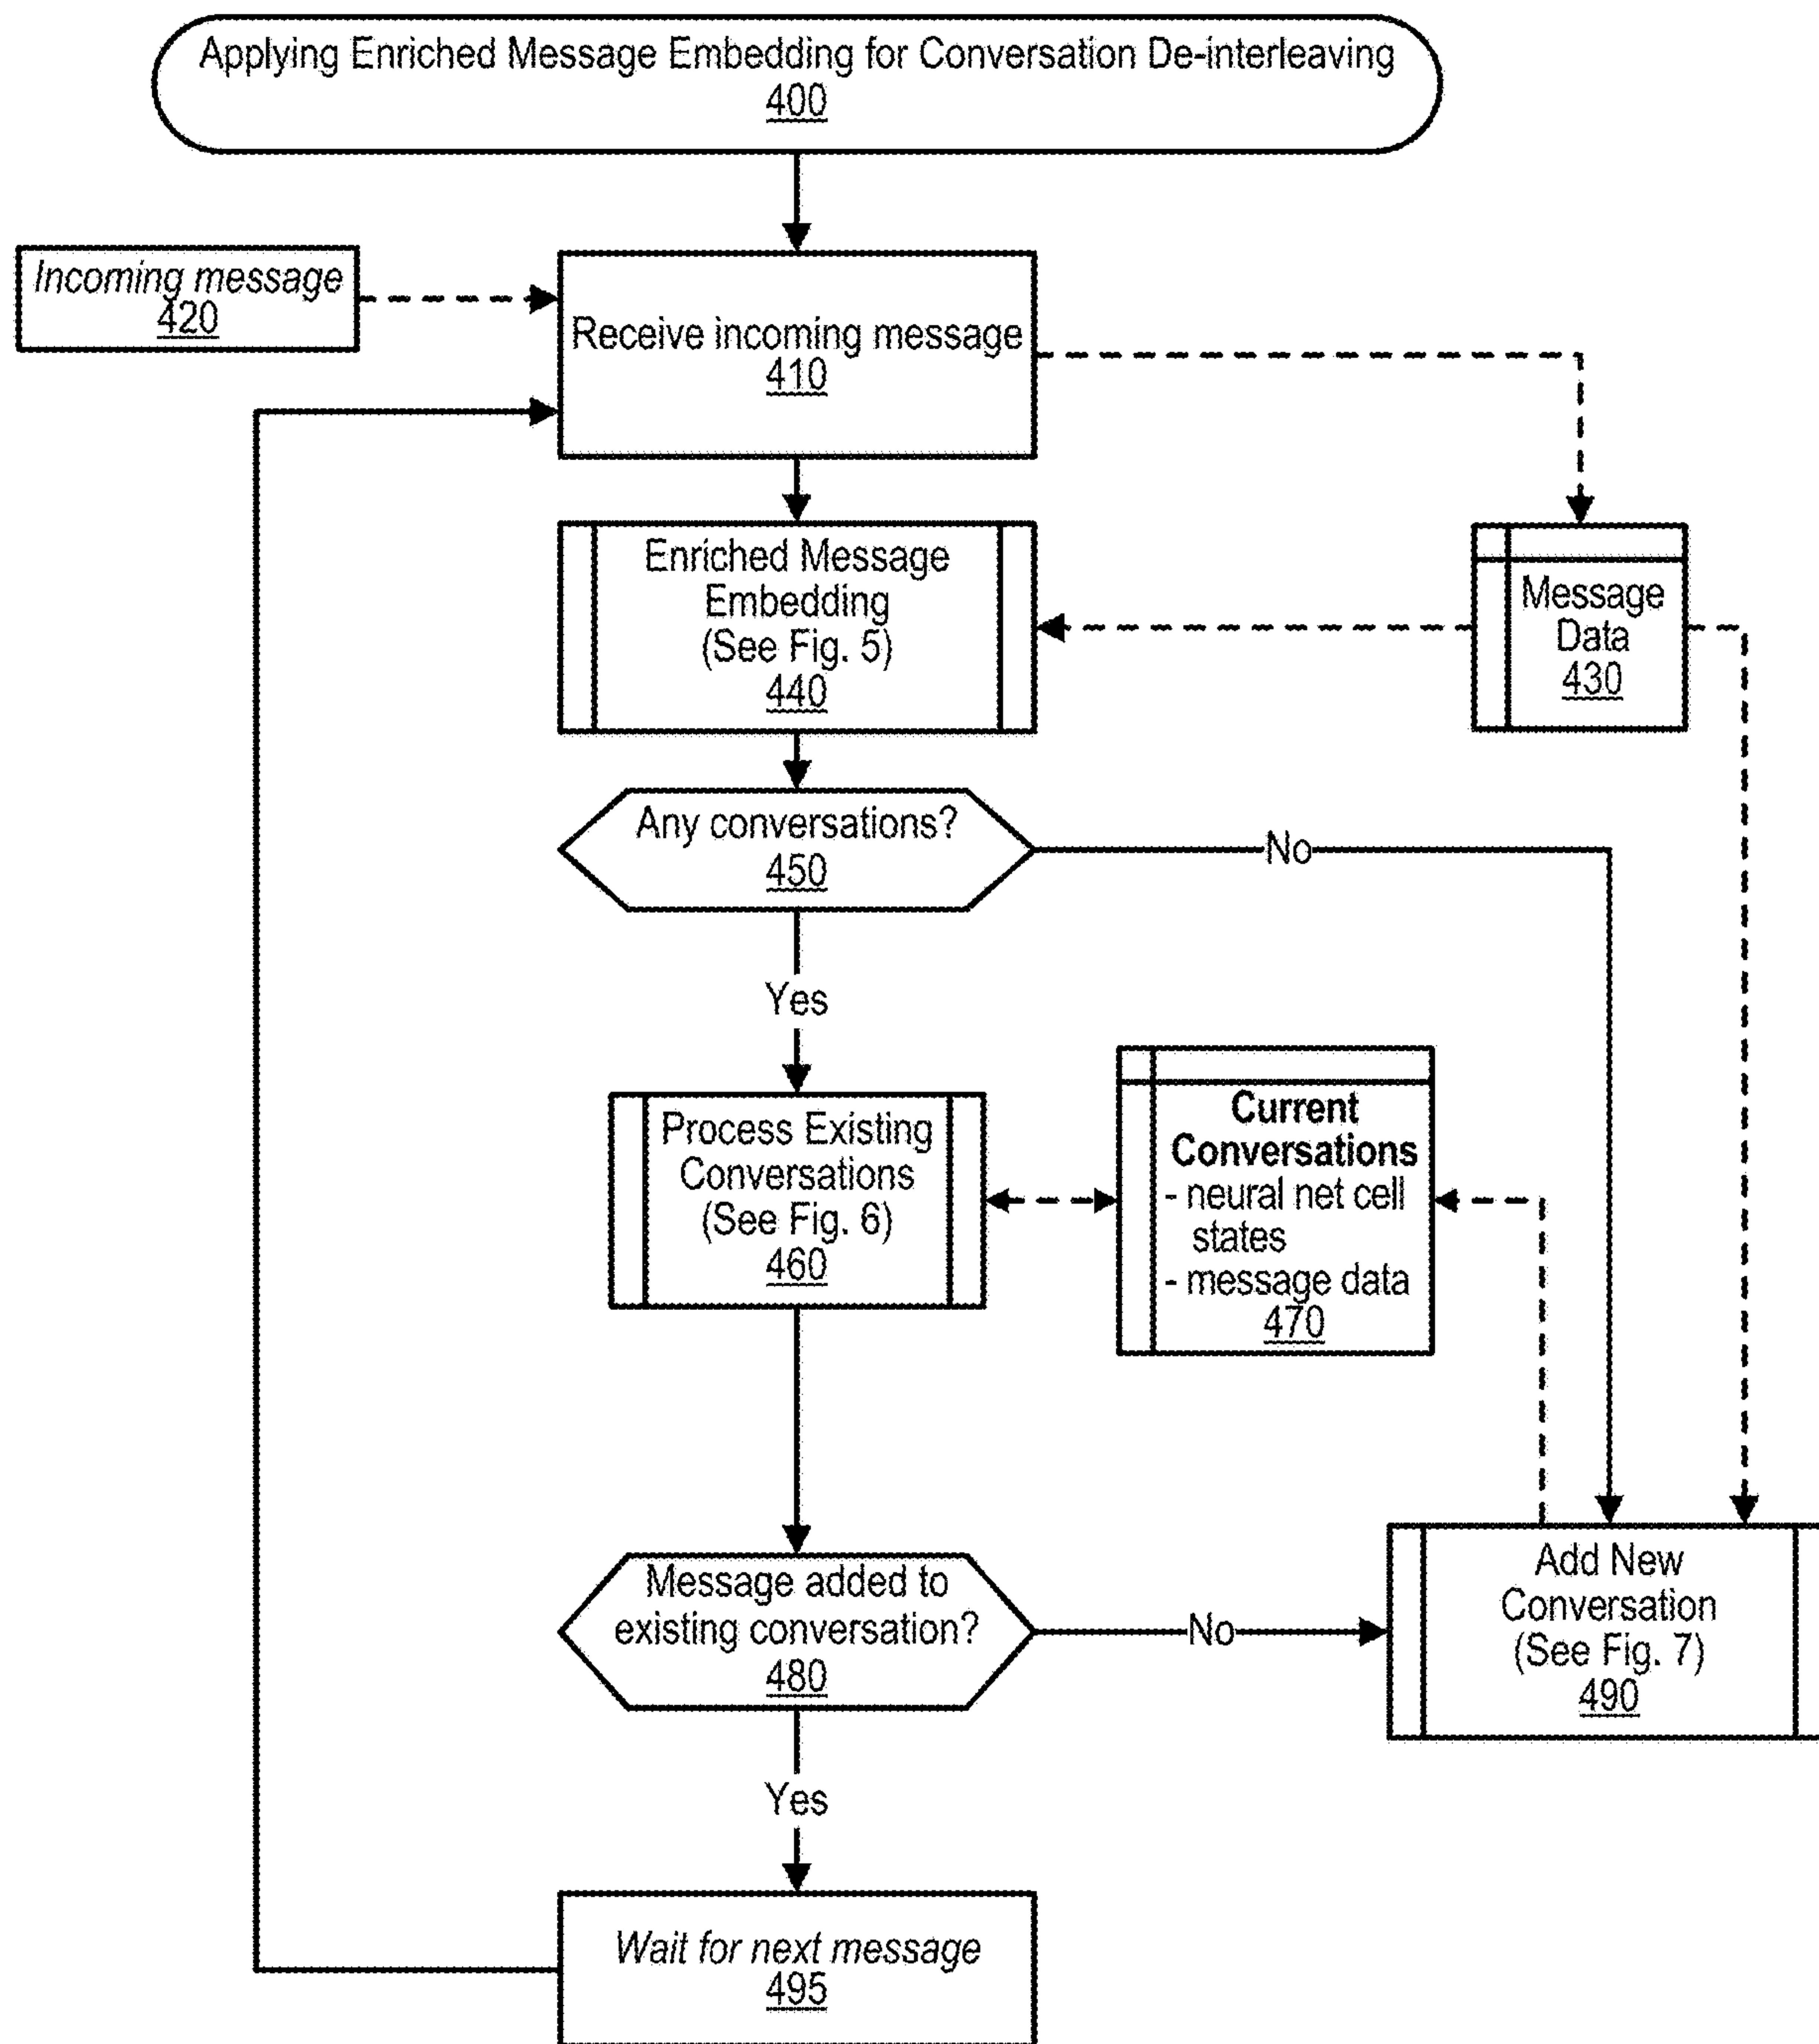 Applying Enriched Message Embedding for Conversation De-interleaving
400
Incoming message
420
Receive incoming message
410
Enriched Message
Embedding
(See Fig. 5)
440
Message
Data
430
Any conversations?
450
No
Yes
Process Existing
Conversations
(See Fig. 6)
460
Current
Conversations
- neural net cell
states
- message data
470
Message added to
existing conversation?
480
No
Add New
Conversation
(See Fig. 7)
490
Yes
Wait for next message
495